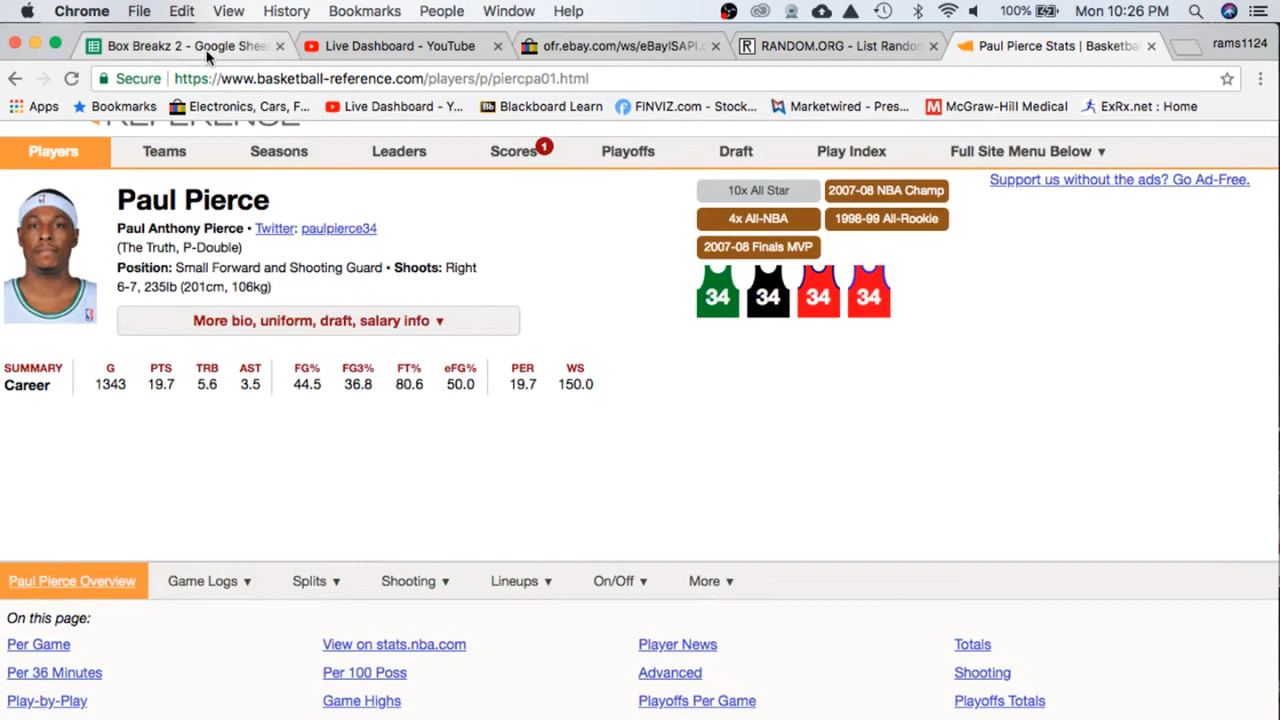 Chrome File Edit View History Bookmarks People Window Help 100% Mon 10:26 PM
Box Breakz 2 - Google Shee Live Dashboard - YouTube ofr.ebay.com/ws/eBayISAPI.c RANDOM.ORG - List Randon Paul Pierce Stats | Basketba rams1124
Secure https://www.basketball-reference.com/players/p/piercpa01.html
Apps Bookmarks Electronics, Cars, F... Live Dashboard - Y... Blackboard Learn FINVIZ.com - Stock... Marketwired - Pres... McGraw-Hill Medical ExRx.net : Home
REFERENCE
Players Teams Seasons Leaders Scores 1 Playoffs Draft Play Index Full Site Menu Below ▼
Support us without the ads? Go Ad-Free.
Paul Pierce
Paul Anthony Pierce • Twitter: paulpierce34
(The Truth, P-Double)
Position: Small Forward and Shooting Guard • Shoots: Right
6-7, 235lb (201cm, 106kg)
More bio, uniform, draft, salary info ▼
10x All Star 2007-08 NBA Champ
4x All-NBA 1998-99 All-Rookie
2007-08 Finals MVP
34 34 34 34
SUMMARY G PTS TRB AST FG% FG3% FT% eFG% PER WS
Career 1343 19.7 5.6 3.5 44.5 36.8 80.6 50.0 19.7 150.0
Paul Pierce Overview Game Logs ▼ Splits ▼ Shooting ▼ Lineups ▼ On/Off ▼ More ▼
On this page:
Per Game View on stats.nba.com Player News Totals
Per 36 Minutes Per 100 Poss Advanced Shooting
Play-by-Play Game Highs Playoffs Per Game Playoffs Totals